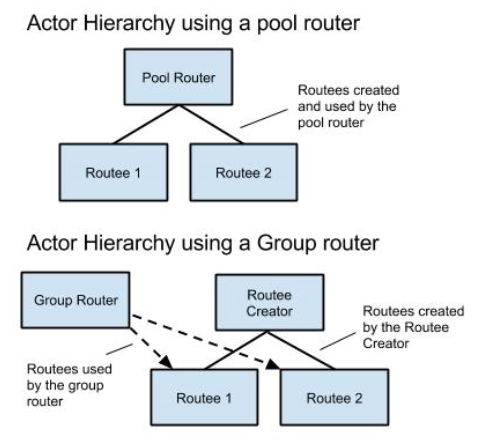 Actor Hierarchy using a pool router
Pool Router
Routees created
and used by the
pool router
Routee 1
Routee 2
Actor Hierarchy using a Group router
Group Router
Routee
Creator
Routees created
by the Routee
Creator
Routees used
by the group
router
Routee 1
Routee 2